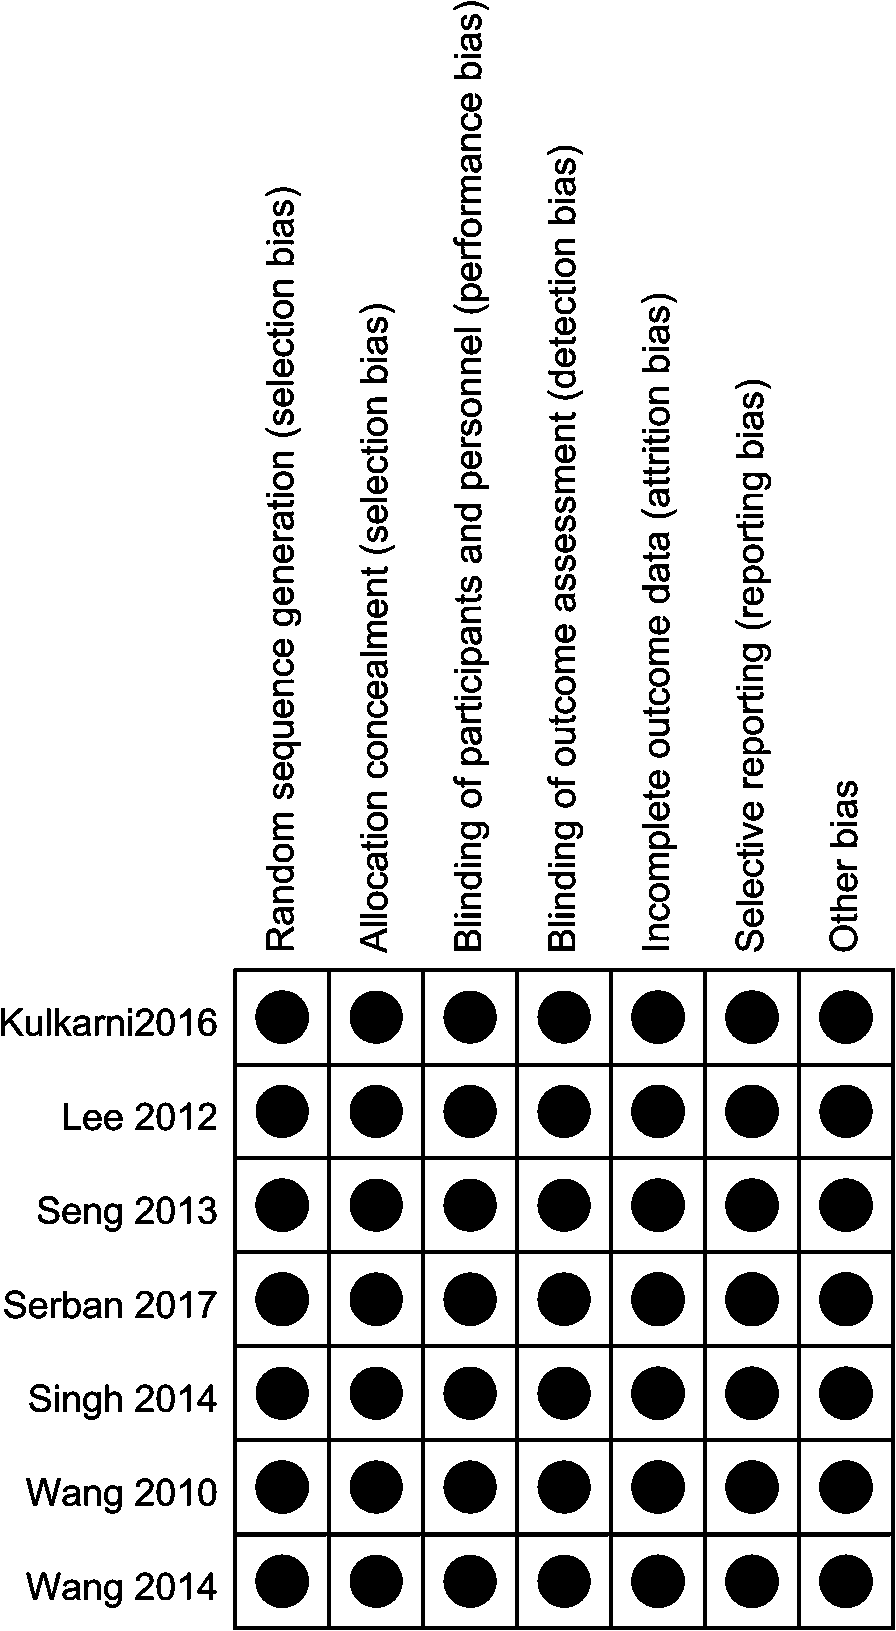 Random sequence generation (selection bias)
Allocation concealment (selection bias)
Blinding of participants and personnel (performance bias)
Blinding of outcome assessment (detection bias)
Incomplete outcome data (attrition bias)
Selective reporting (reporting bias)
Other bias
Kulkarni2016
Lee 2012
Seng 2013
Serban 2017
Singh 2014
Wang 2010
Wang 2014